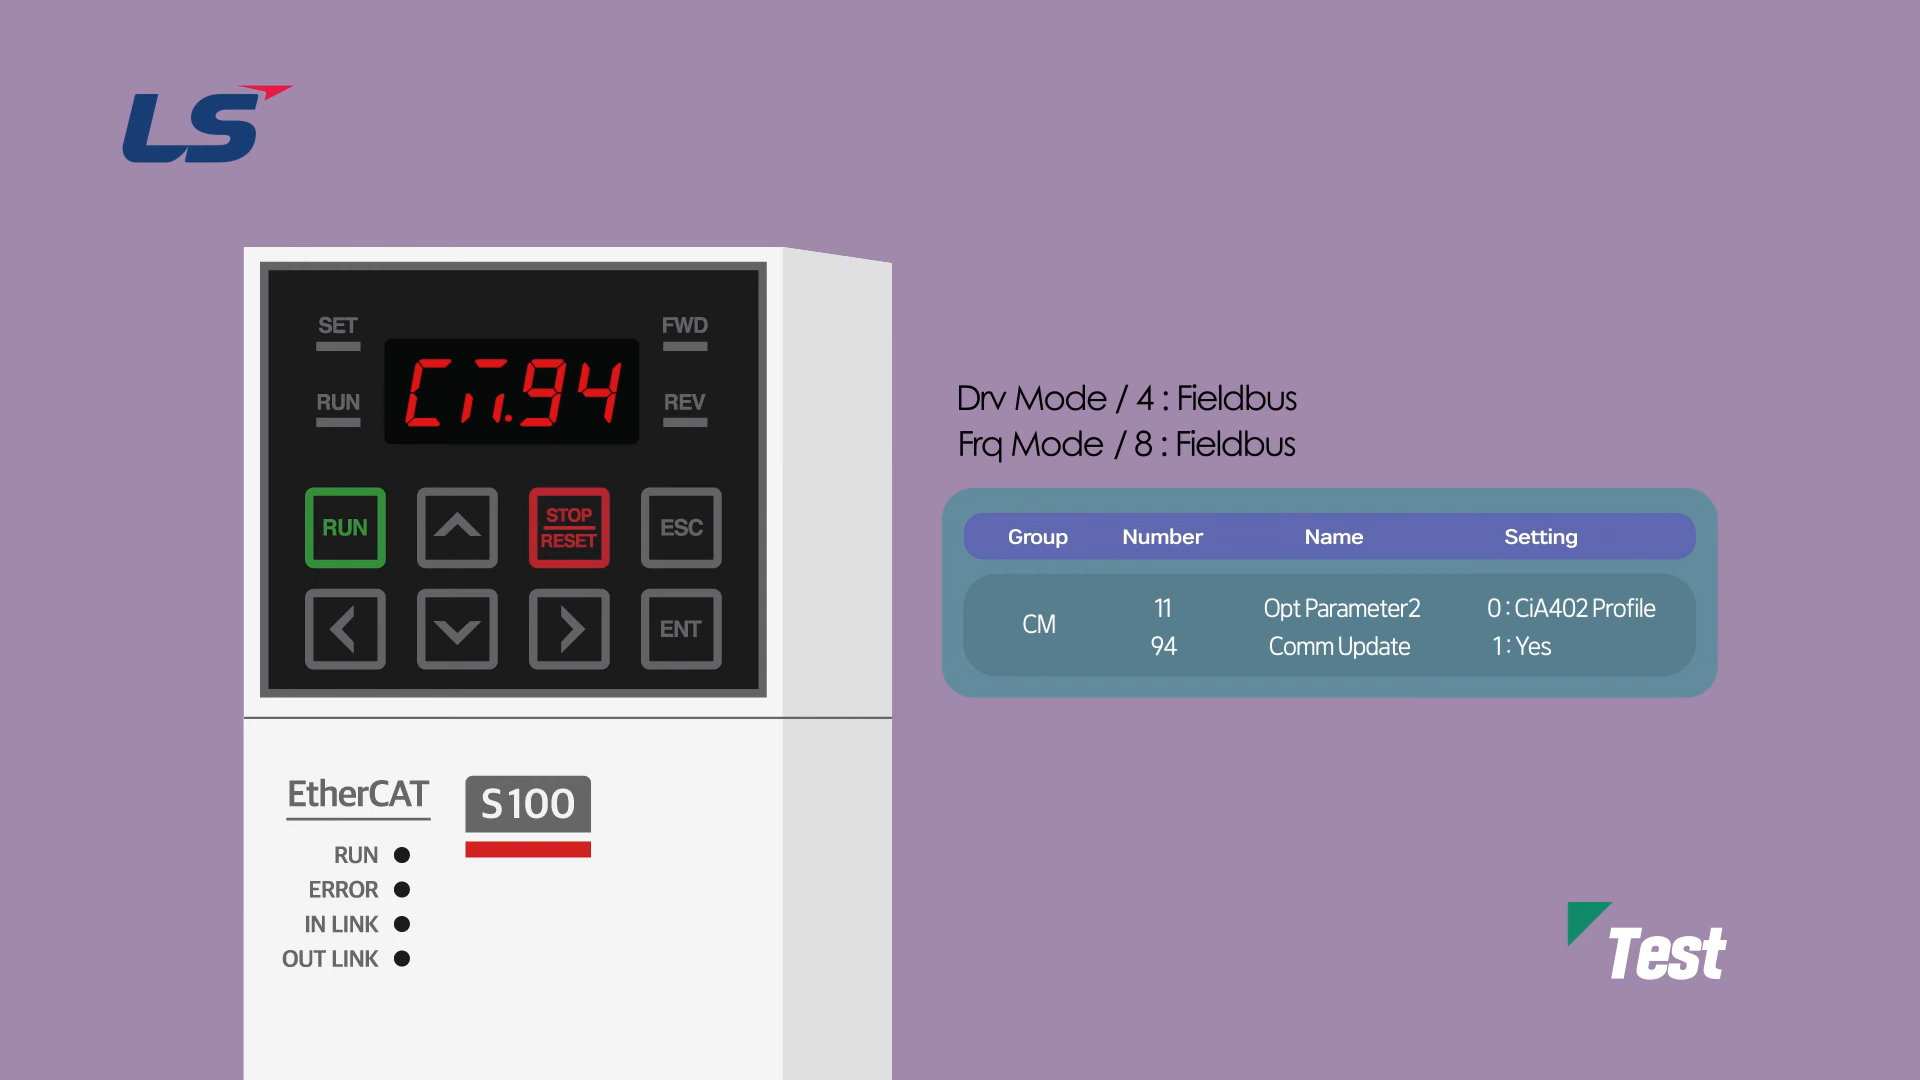 LS
SET
FWD
Cm.94
RUN
REV
RUN
STOP
RESET
ESC
ENT
EtherCAT
S100
RUN
ERROR
IN LINK
OUT LINK
Drv Mode / 4 : Fieldbus
Frq Mode / 8 : Fieldbus
Group Number Name Setting
CM
11 Opt Parameter2 0 : CiA402 Profile
94 Comm Update 1 : Yes
Test